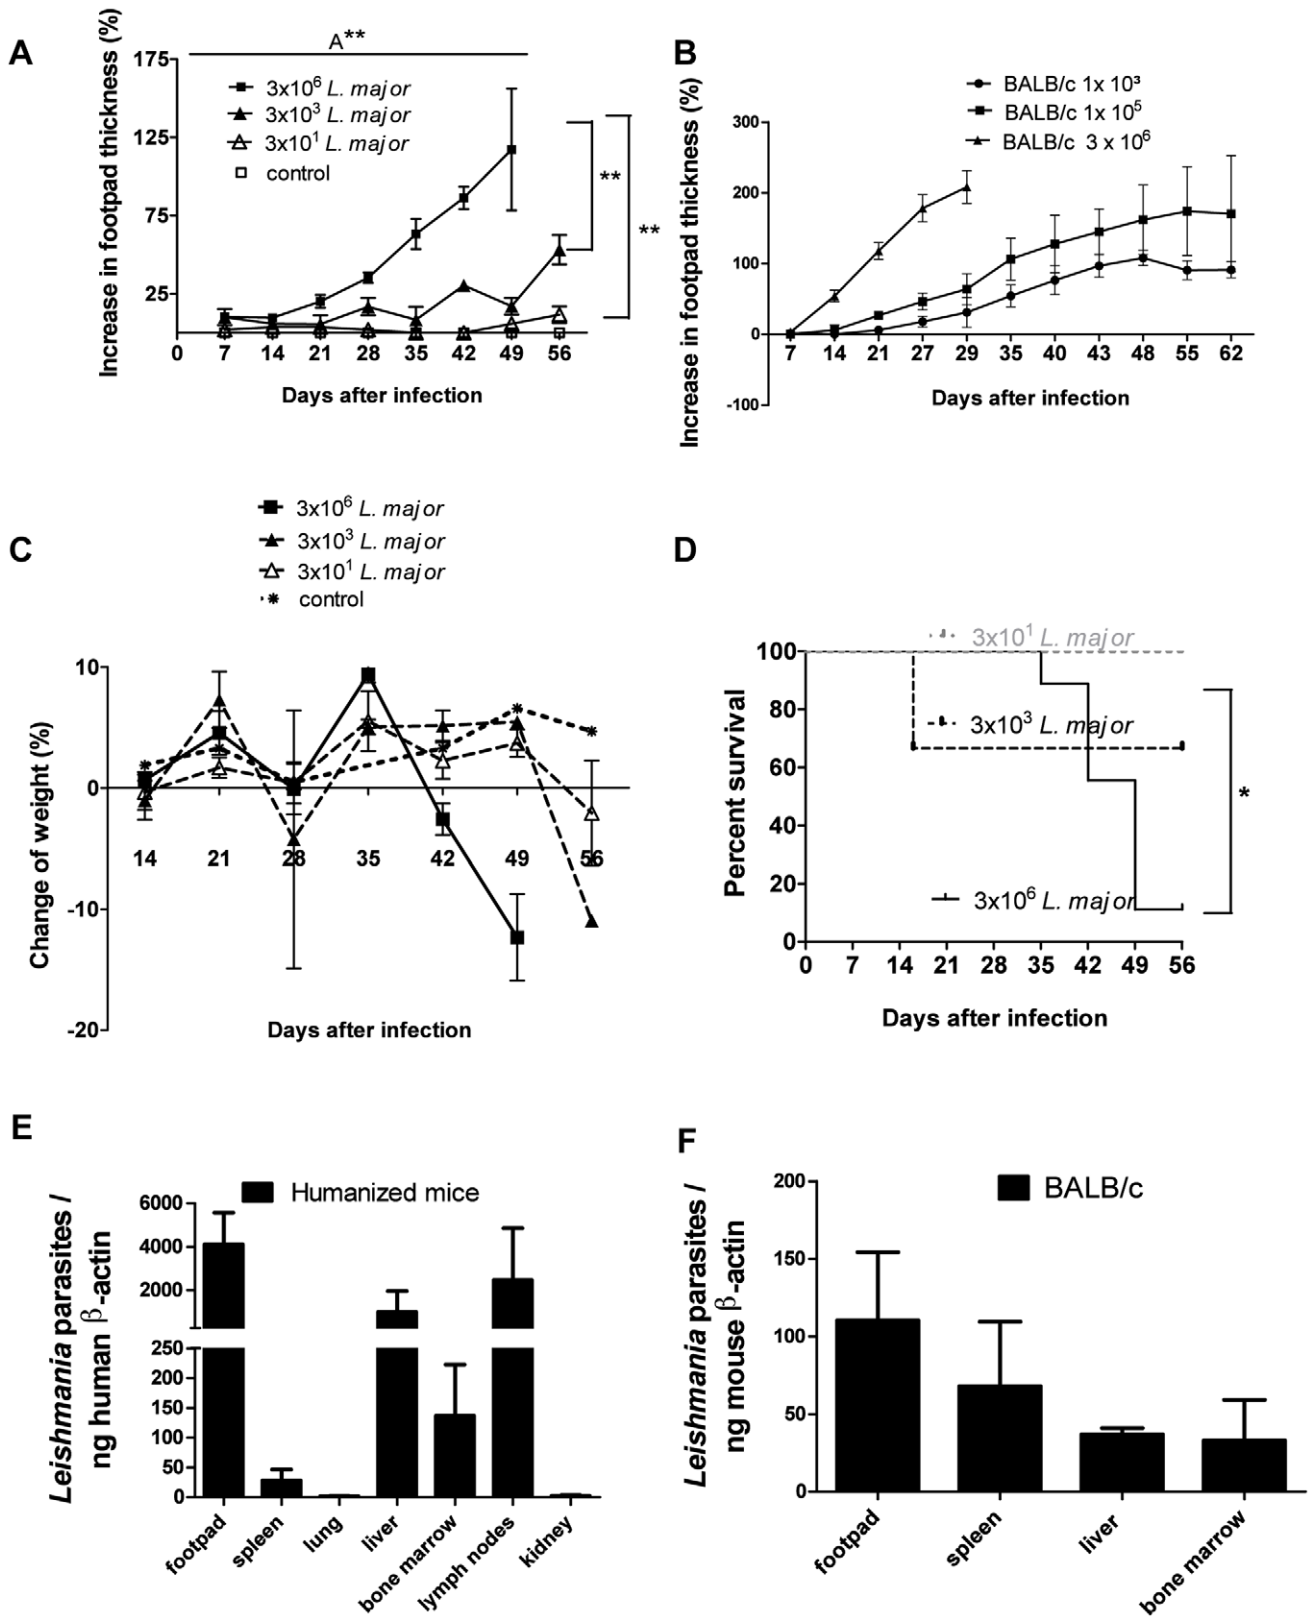 A
Increase in footpad thickness (%)
A**
175
125
75
25
3x10⁶ L. major
3x10³ L. major
3x10¹ L. major
control
**
**
0 7 14 21 28 35 42 49 56
Days after infection
B
Increase in footpad thickness (%)
BALB/c 1x 10³
BALB/c 1x 10⁵
BALB/c 3 x 10⁶
300
200
100
0
-100
7 14 21 27 29 35 40 43 48 55 62
Days after infection
C
3x10⁶ L. major
3x10³ L. major
3x10¹ L. major
control
Change of weight (%)
10
0
-10
-20
14 21 28 35 42 49 56
Days after infection
D
Percent survival
100
80
60
40
20
0
3x10¹ L. major
3x10³ L. major
3x10⁶ L. major
*
0 7 14 21 28 35 42 49 56
Days after infection
E
Leishmania parasites /
ng human β-actin
Humanized mice
6000
4000
2000
250
200
150
100
50
0
footpad
spleen
lung
liver
bone marrow
lymph nodes
kidney
F
Leishmania parasites /
ng mouse β-actin
BALB/c
200
150
100
50
0
footpad
spleen
liver
bone marrow